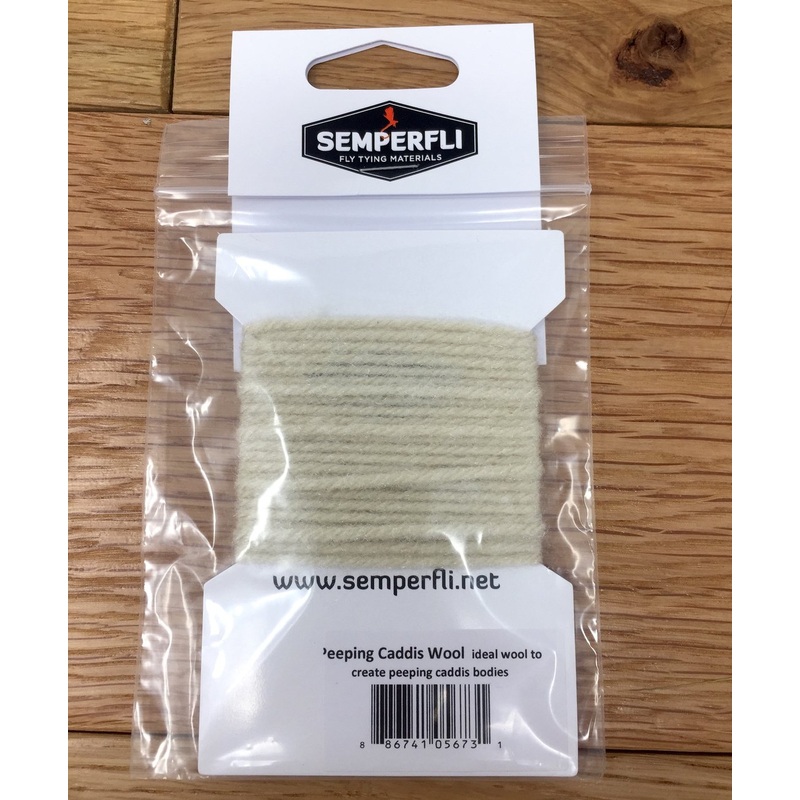 SEMPERFLI
FLY TYING MATERIALS
www.semperfli.net
Peeping Caddis Wool ideal wool to
create peeping caddis bodies
8 86741 05673 1